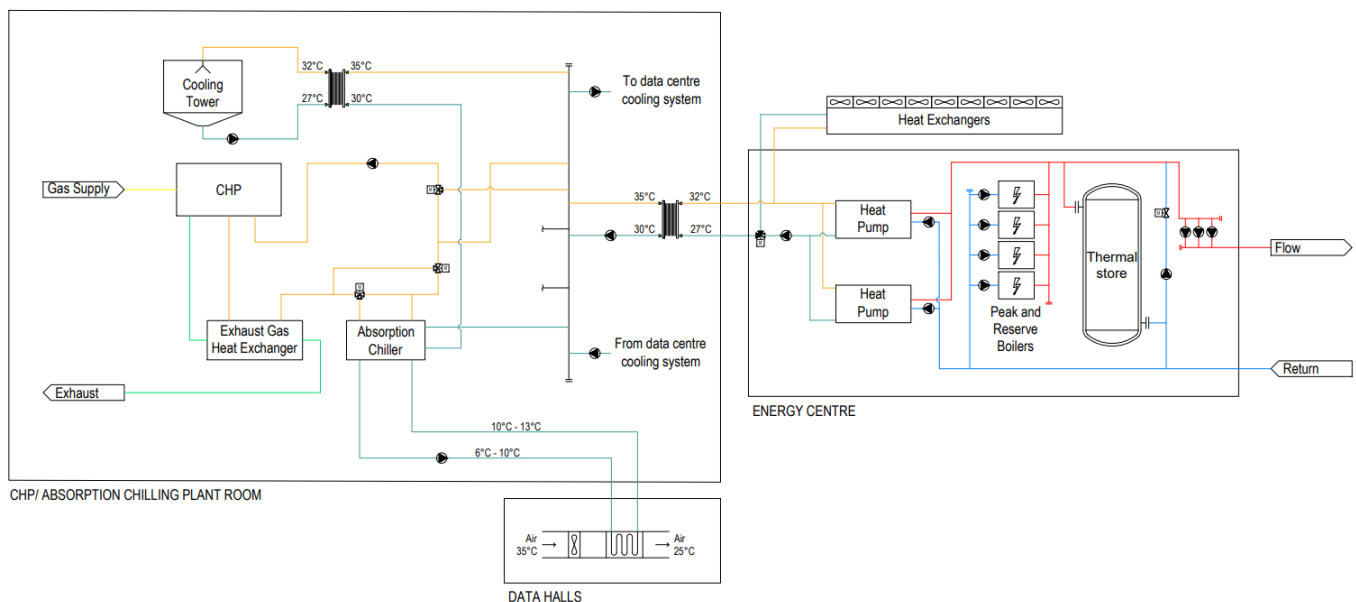 32°C
35°C
Cooling
Tower
27°C
30°C
To data centre
cooling system
Heat Exchangers
Gas Supply
CHP
35°C
32°C
30°C
27°C
Heat
Pump
Heat
Pump
Thermal
store
Peak and
Reserve
Boilers
Flow
Return
Exhaust Gas
Heat Exchanger
Absorption
Chiller
From data centre
cooling system
Exhaust
ENERGY CENTRE
10°C - 13°C
6°C - 10°C
CHP/ ABSORPTION CHILLING PLANT ROOM
Air
35°C
Air
25°C
DATA HALLS